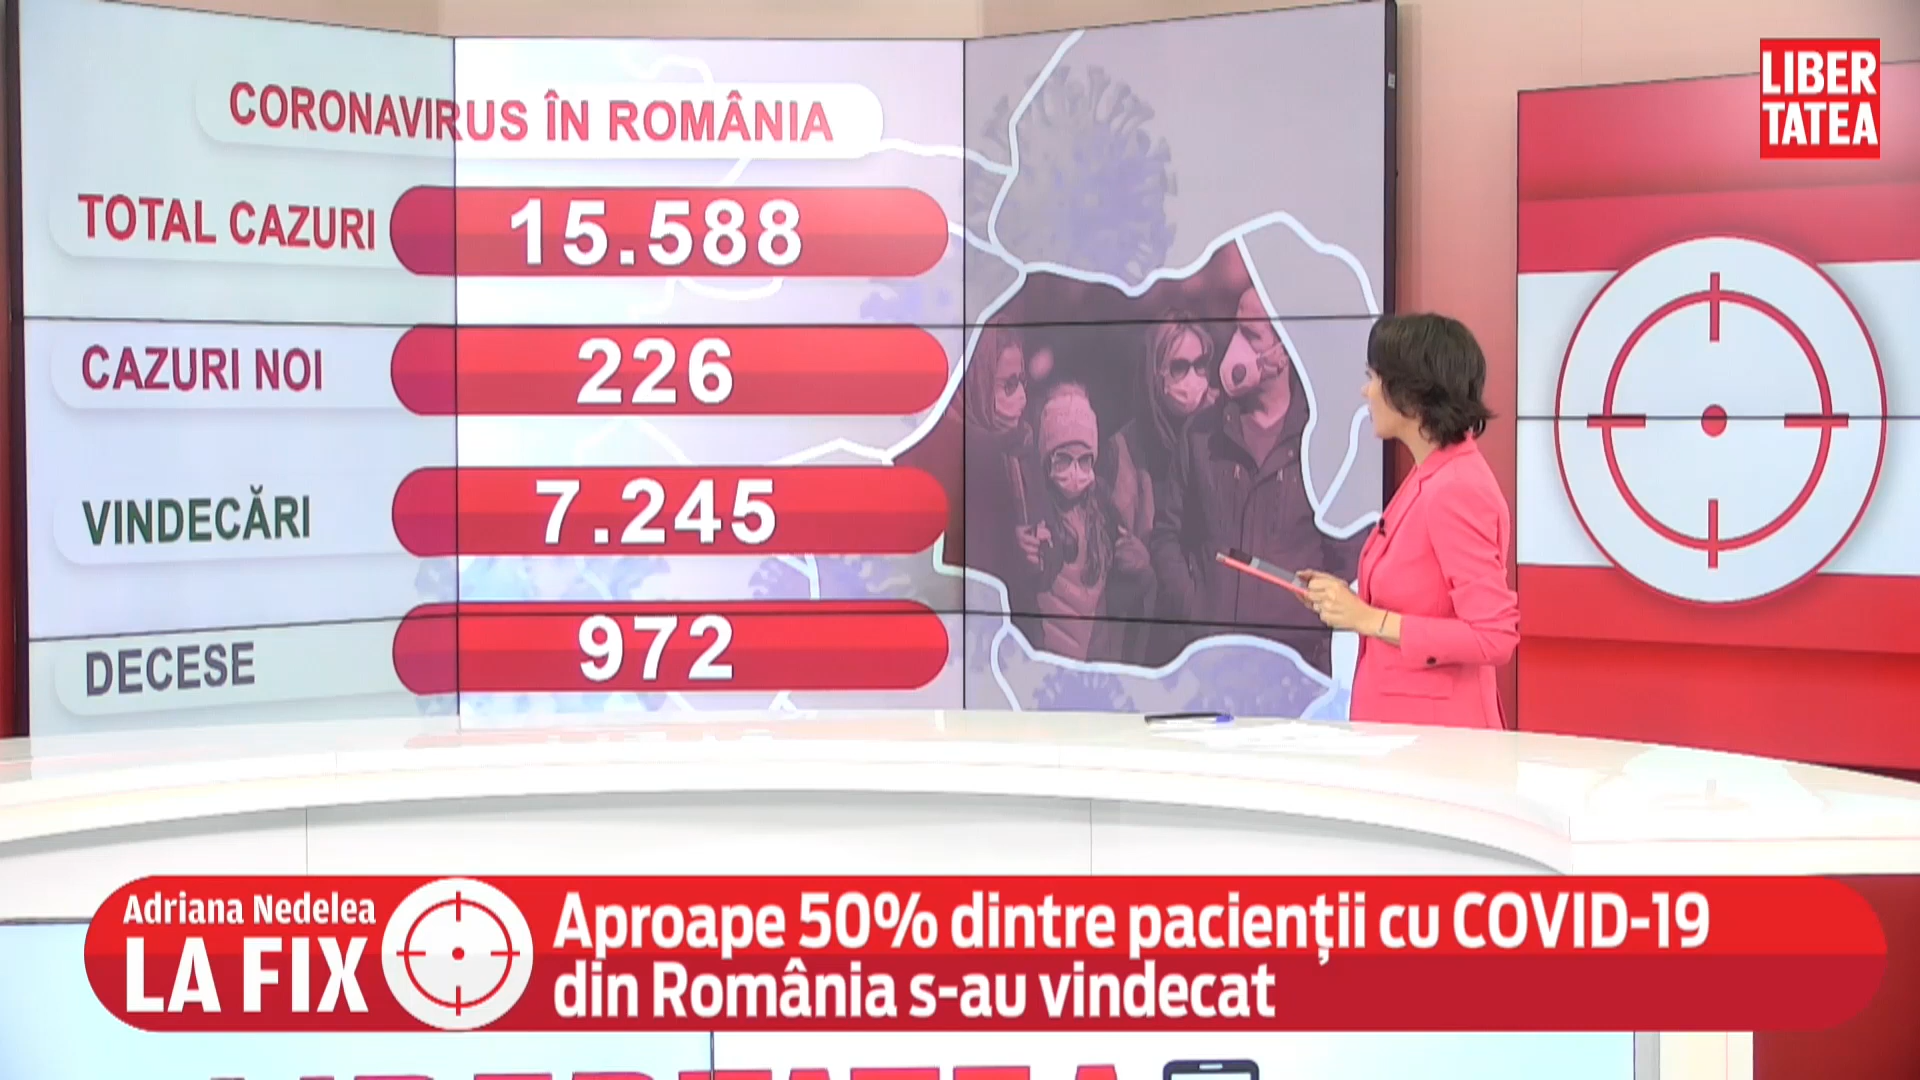 CORONAVIRUS ÎN ROMÂNIA
TOTAL CAZURI 15.588
CAZURI NOI 226
VINDECĂRI 7.245
DECESE 972
LIBER
TATEA
Adriana Nedelea
LA FIX
Aproape 50% dintre pacienții cu COVID-19
din România s-au vindecat